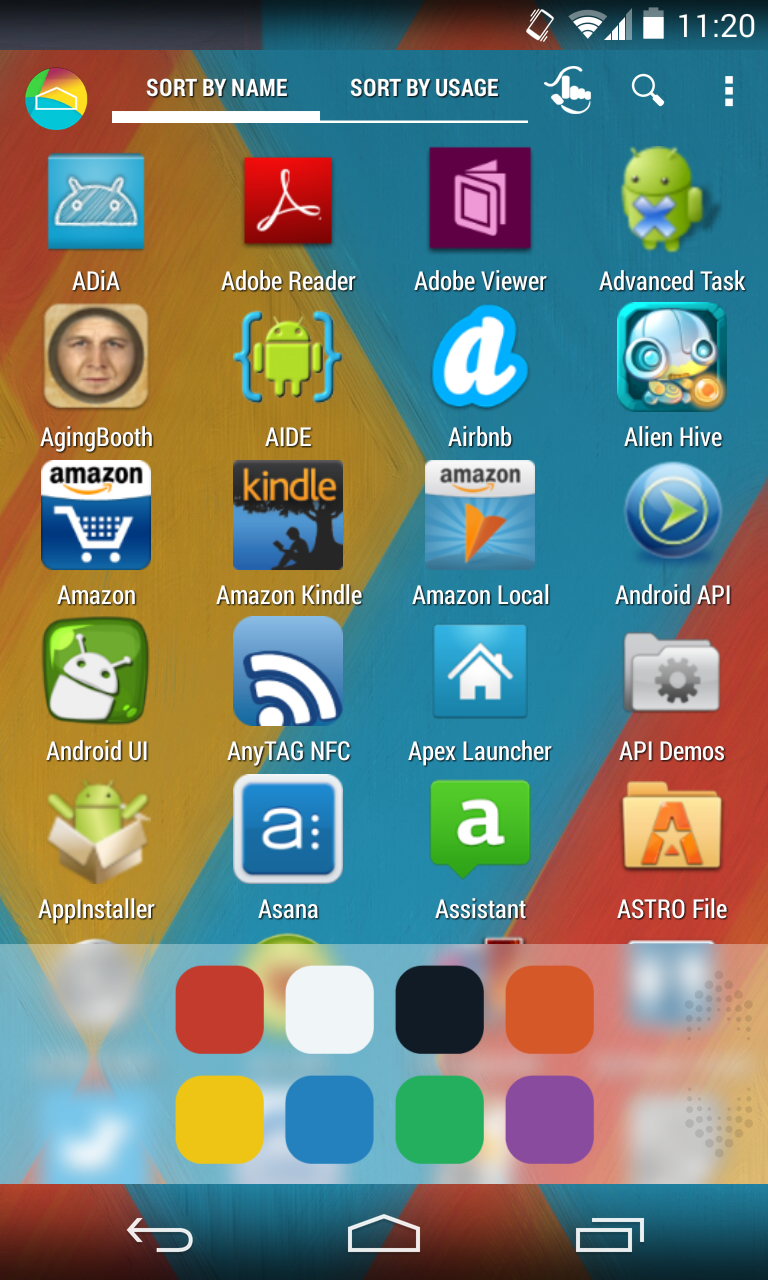 11:20
SORT BY NAME SORT BY USAGE
ADiA Adobe Reader Adobe Viewer Advanced Task
AgingBooth AIDE Airbnb Alien Hive
amazon kindle amazon
Amazon Amazon Kindle Amazon Local Android API
Android UI AnyTAG NFC Apex Launcher API Demos
a: a
AppInstaller Asana Assistant ASTRO File